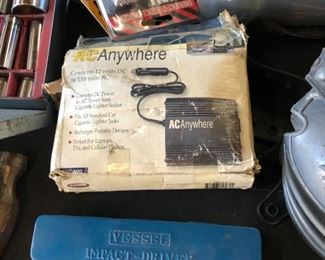 ACAnywhere
Converts 12 volts DC
to 110 volts AC
• Converts DC Power
to AC Power from
Cigarette Lighter Socket
• Fits All Standard Car
Cigarette Lighter Jacks
• Recharges Portable Devices
• Perfect For Laptops,
TVs, and Cellular Phones
ACAnywhere
VESSEL
IMPACT-DRIVER